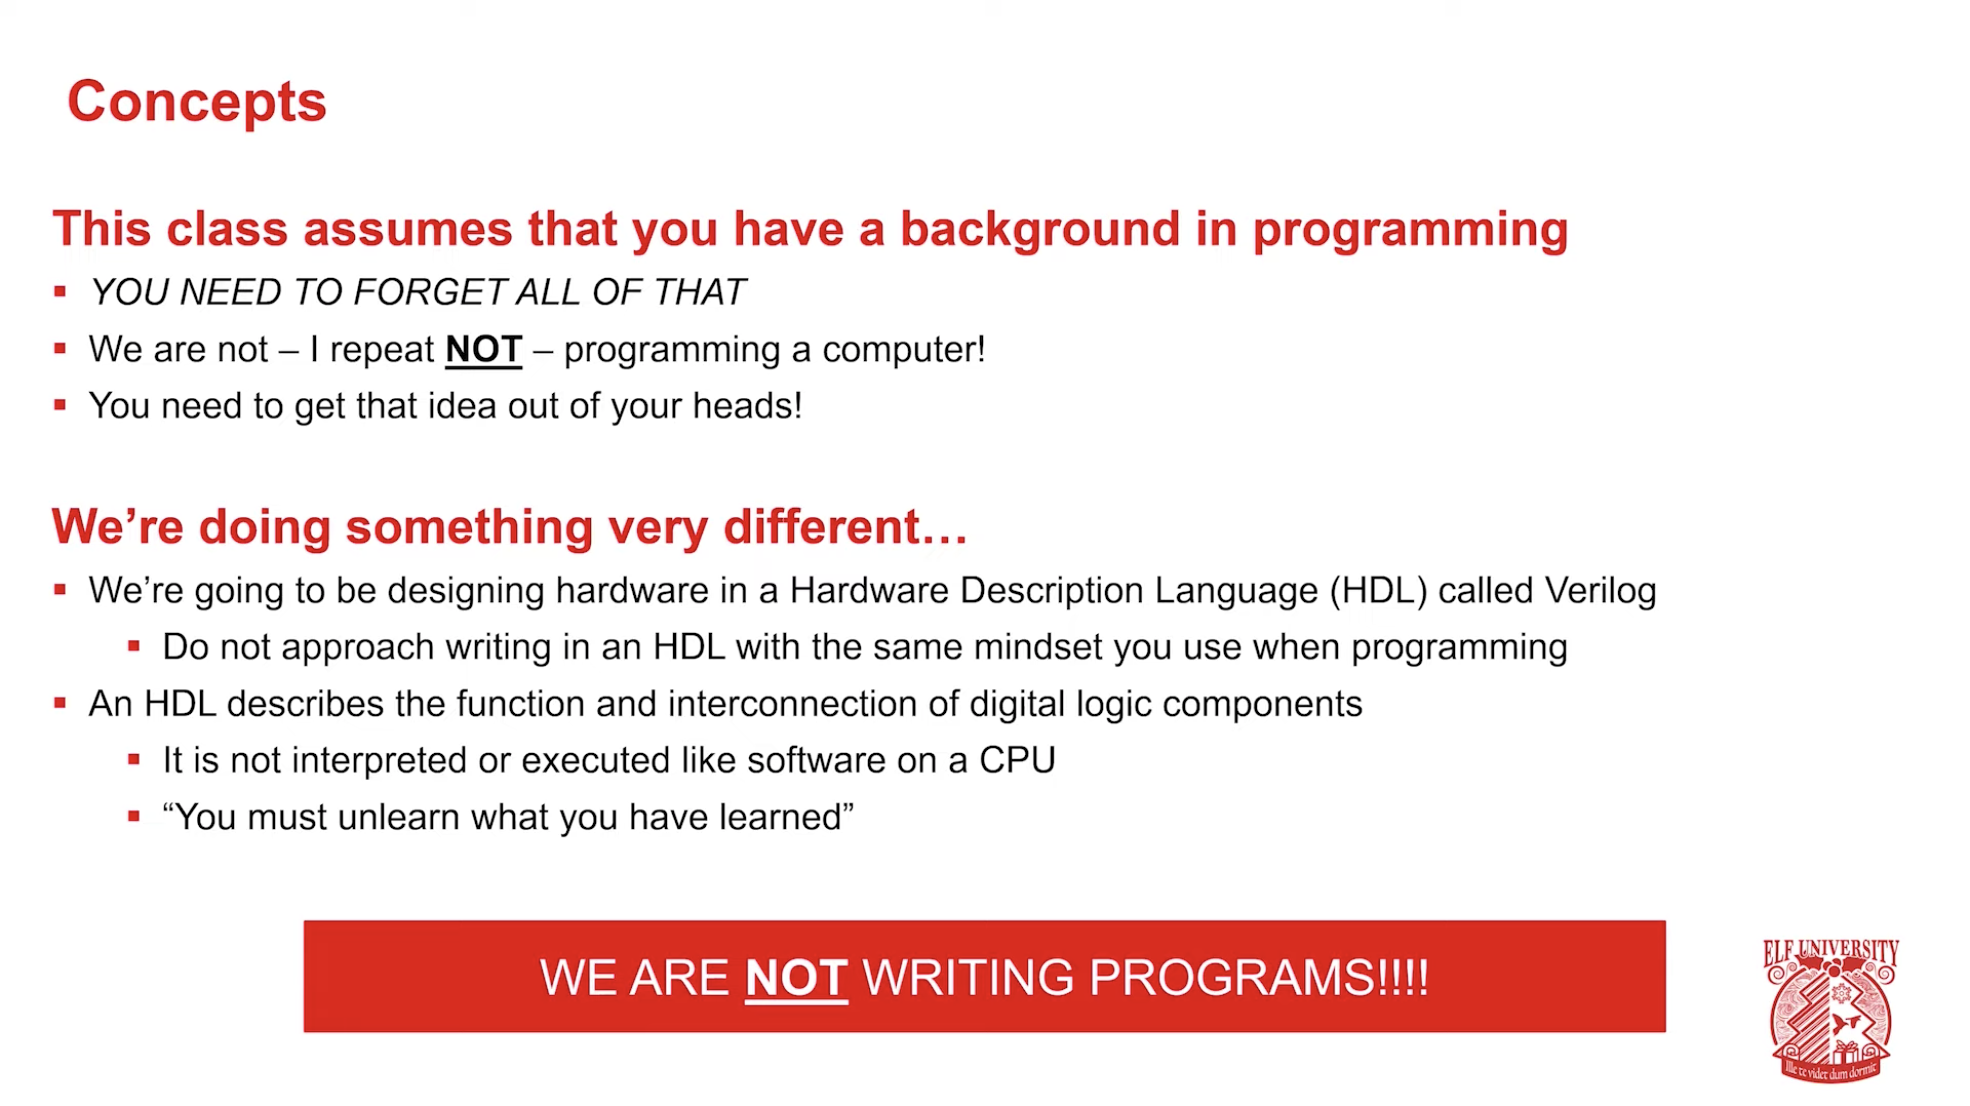 Concepts
This class assumes that you have a background in programming
YOU NEED TO FORGET ALL OF THAT
We are not – I repeat NOT – programming a computer!
You need to get that idea out of your heads!
We’re doing something very different…
We’re going to be designing hardware in a Hardware Description Language (HDL) called Verilog
Do not approach writing in an HDL with the same mindset you use when programming
An HDL describes the function and interconnection of digital logic components
It is not interpreted or executed like software on a CPU
“You must unlearn what you have learned”
WE ARE NOT WRITING PROGRAMS!!!!
ELF UNIVERSITY
Ille te videt dum dormit